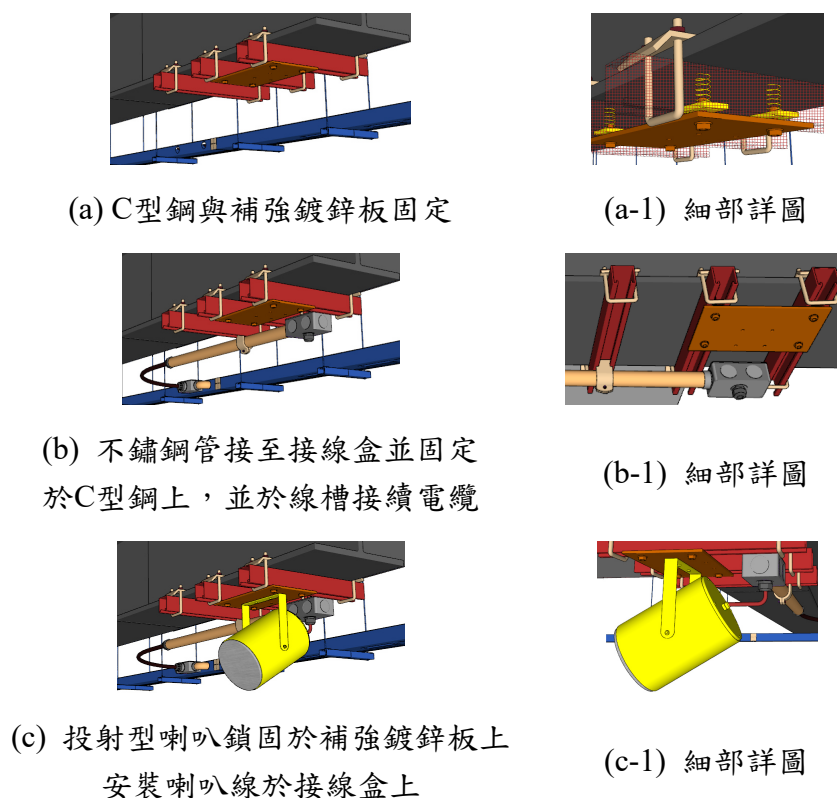 (a) C型鋼與補強鍍鋅板固定
(a-1) 細部詳圖
(b) 不鏽鋼管接至接線盒並固定
於C型鋼上，並於線槽接續電纜
(b-1) 細部詳圖
(c) 投射型喇叭鎖固於補強鍍鋅板上
安裝喇叭線於接線盒上
(c-1) 細部詳圖